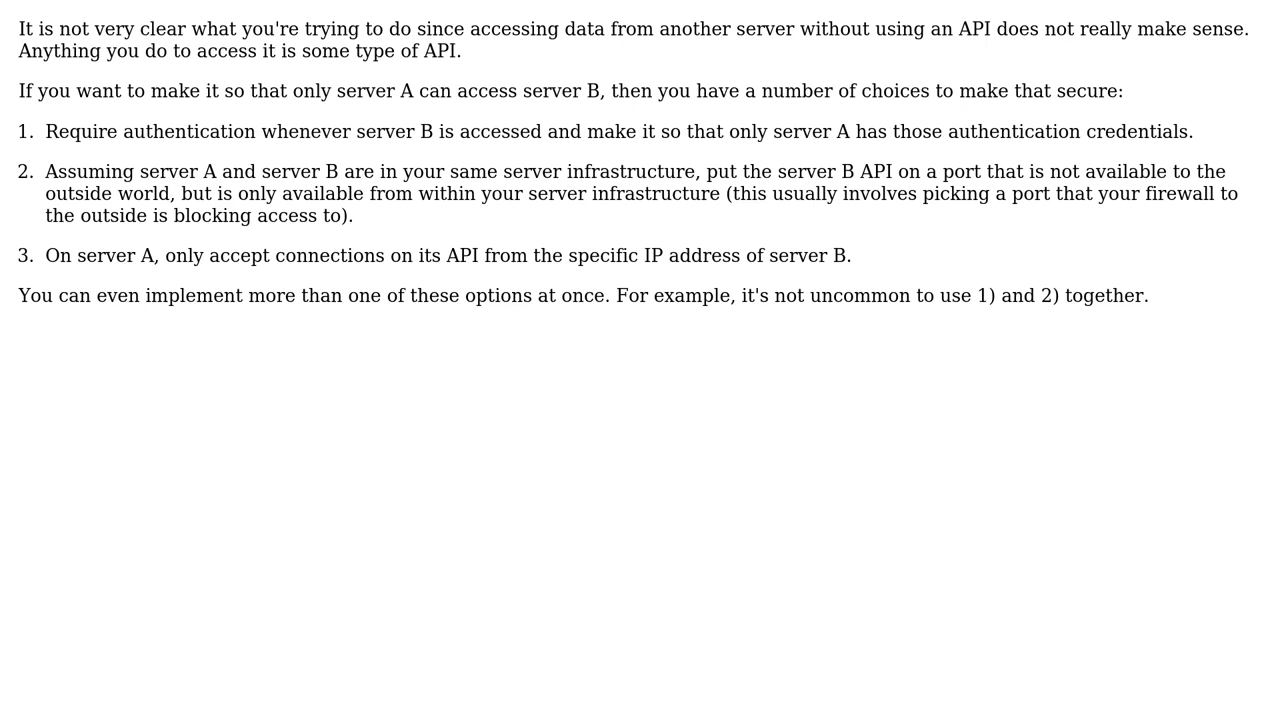 It is not very clear what you're trying to do since accessing data from another server without using an API does not really make sense.
Anything you do to access it is some type of API.
If you want to make it so that only server A can access server B, then you have a number of choices to make that secure:
1. Require authentication whenever server B is accessed and make it so that only server A has those authentication credentials.
2. Assuming server A and server B are in your same server infrastructure, put the server B API on a port that is not available to the
outside world, but is only available from within your server infrastructure (this usually involves picking a port that your firewall to
the outside is blocking access to).
3. On server A, only accept connections on its API from the specific IP address of server B.
You can even implement more than one of these options at once. For example, it's not uncommon to use 1) and 2) together.